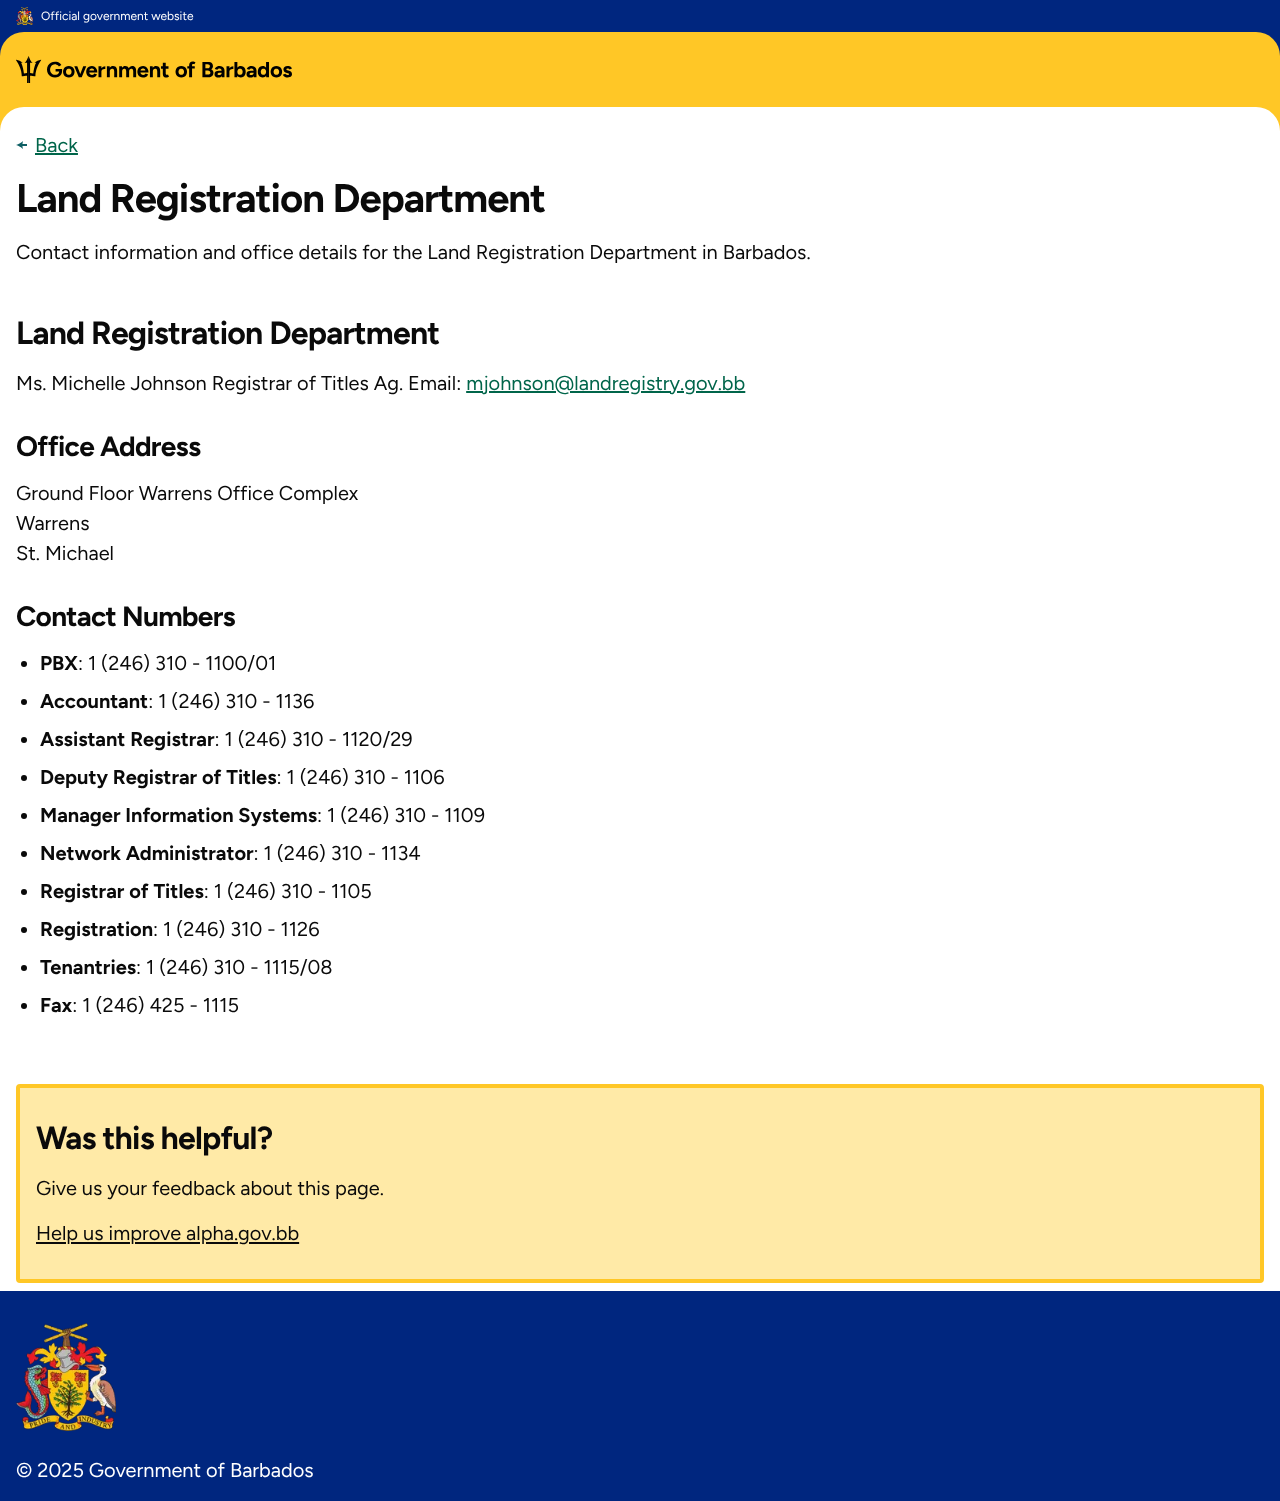 Official government website
Government of Barbados
Back
Land Registration Department
Contact information and office details for the Land Registration Department in Barbados.
Land Registration Department
Ms. Michelle Johnson Registrar of Titles Ag. Email: mjohnson@landregistry.gov.bb
Office Address
Ground Floor Warrens Office Complex
Warrens
St. Michael
Contact Numbers
PBX: 1 (246) 310 - 1100/01
Accountant: 1 (246) 310 - 1136
Assistant Registrar: 1 (246) 310 - 1120/29
Deputy Registrar of Titles: 1 (246) 310 - 1106
Manager Information Systems: 1 (246) 310 - 1109
Network Administrator: 1 (246) 310 - 1134
Registrar of Titles: 1 (246) 310 - 1105
Registration: 1 (246) 310 - 1126
Tenantries: 1 (246) 310 - 1115/08
Fax: 1 (246) 425 - 1115
Was this helpful?
Give us your feedback about this page.
Help us improve alpha.gov.bb
PRIDE AND INDUSTRY
© 2025 Government of Barbados